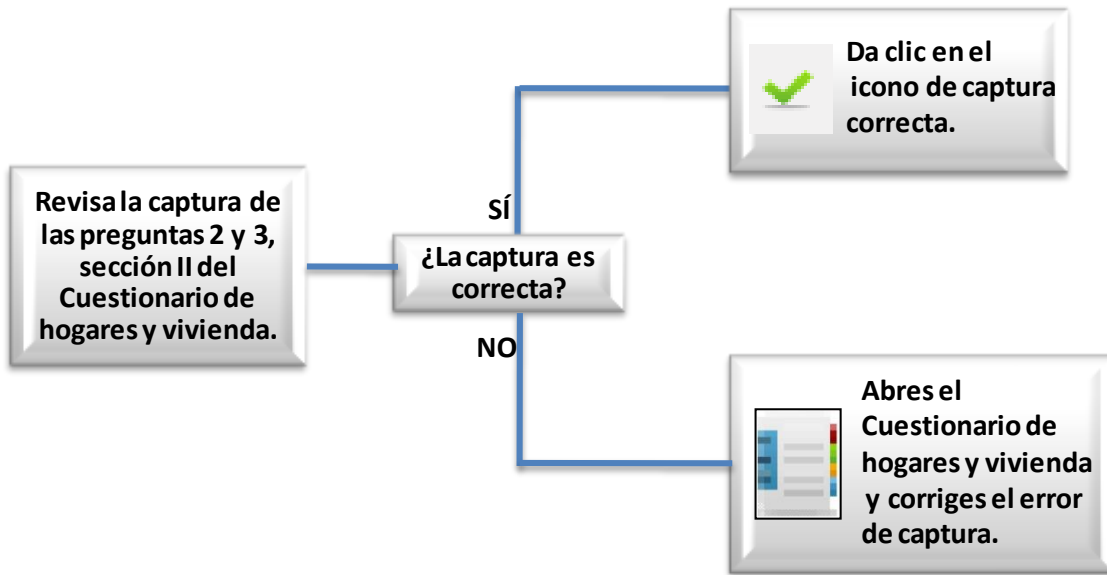 Revisa la captura de
las preguntas 2 y 3,
sección II del
Cuestionario de
hogares y vivienda.
¿La captura es
correcta?
SÍ
Da clic en el
icono de captura
correcta.
NO
Abres el
Cuestionario de
hogares y vivienda
y corriges el error
de captura.